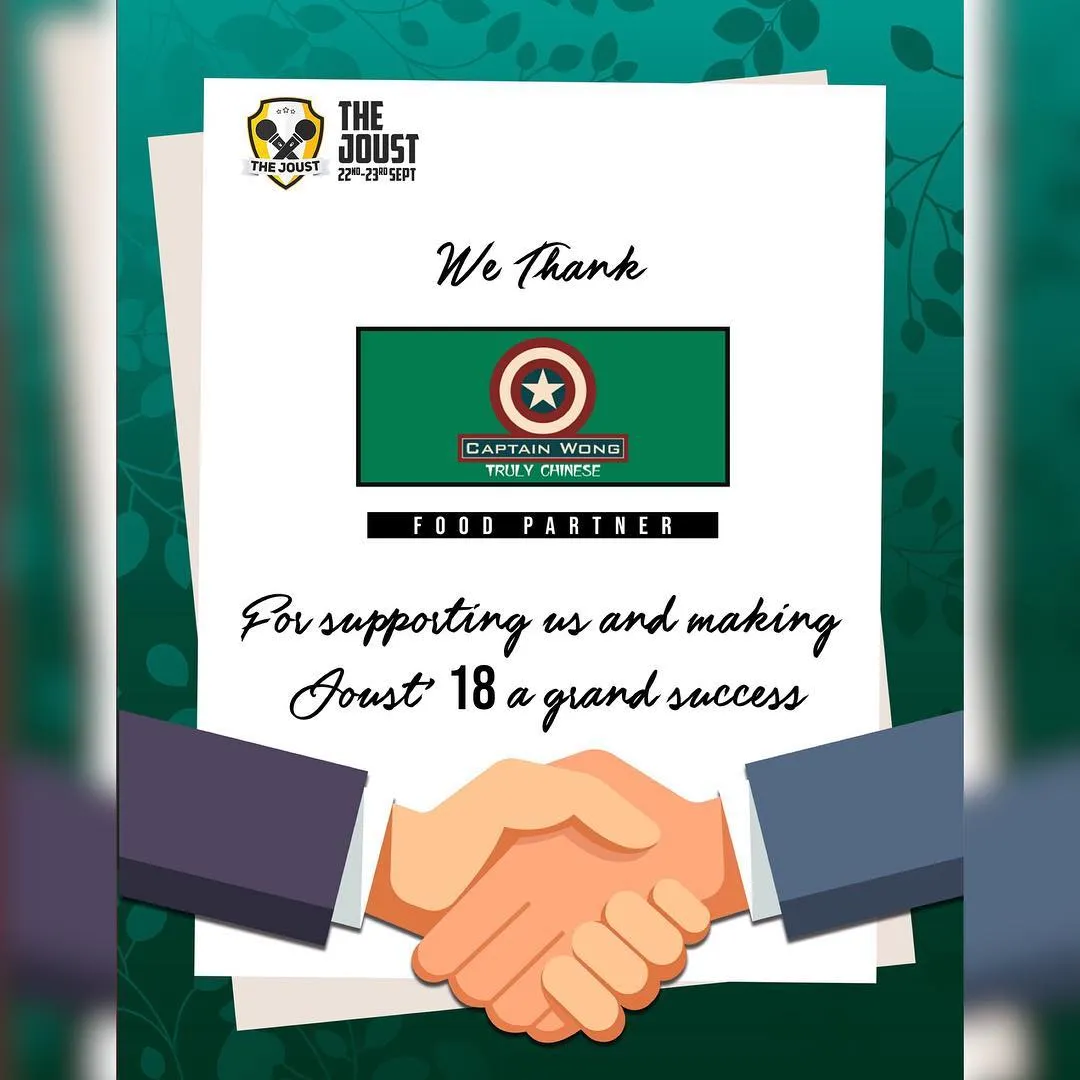 THE JOUST
THE
JOUST
22ND-23RD SEPT
We Thank
CAPTAIN WONG
TRULY CHINESE
FOOD PARTNER
For supporting us and making
Joust' 18 a grand success